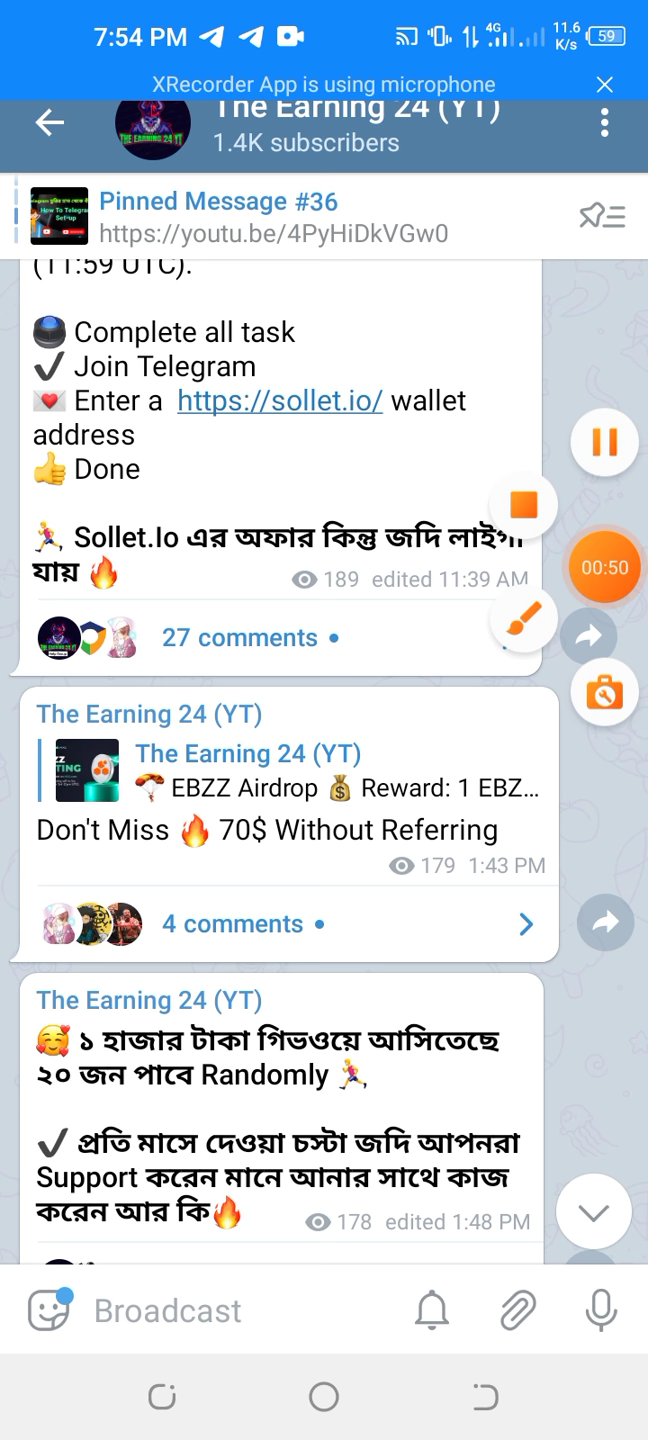 7:54 PM
4G
11.6 K/s
59
XRecorder App is using microphone
The Earning 24 (YT)
1.4K subscribers
Pinned Message #36
https://youtu.be/4PyHiDkVGw0
(11:59 UTC).
Complete all task
Join Telegram
Enter a https://sollet.io/ wallet
address
Done
Sollet.Io এর অফার কিন্তু জদি লাইগা
যায় 189 edited 11:39 AM
27 comments
00:50
The Earning 24 (YT)
The Earning 24 (YT)
EBZZ Airdrop 💰 Reward: 1 EBZ...
Don't Miss 🔥 70$ Without Referring
179 1:43 PM
4 comments
The Earning 24 (YT)
🥰 ১ হাজার টাকা গিভওয়ে আসিতেছে
২০ জন পাবে Randomly
প্রতি মাসে দেওয়া চস্টা জদি আপনরা
Support করেন মানে আনার সাথে কাজ
করেন আর কি🔥 178 edited 1:48 PM
Broadcast